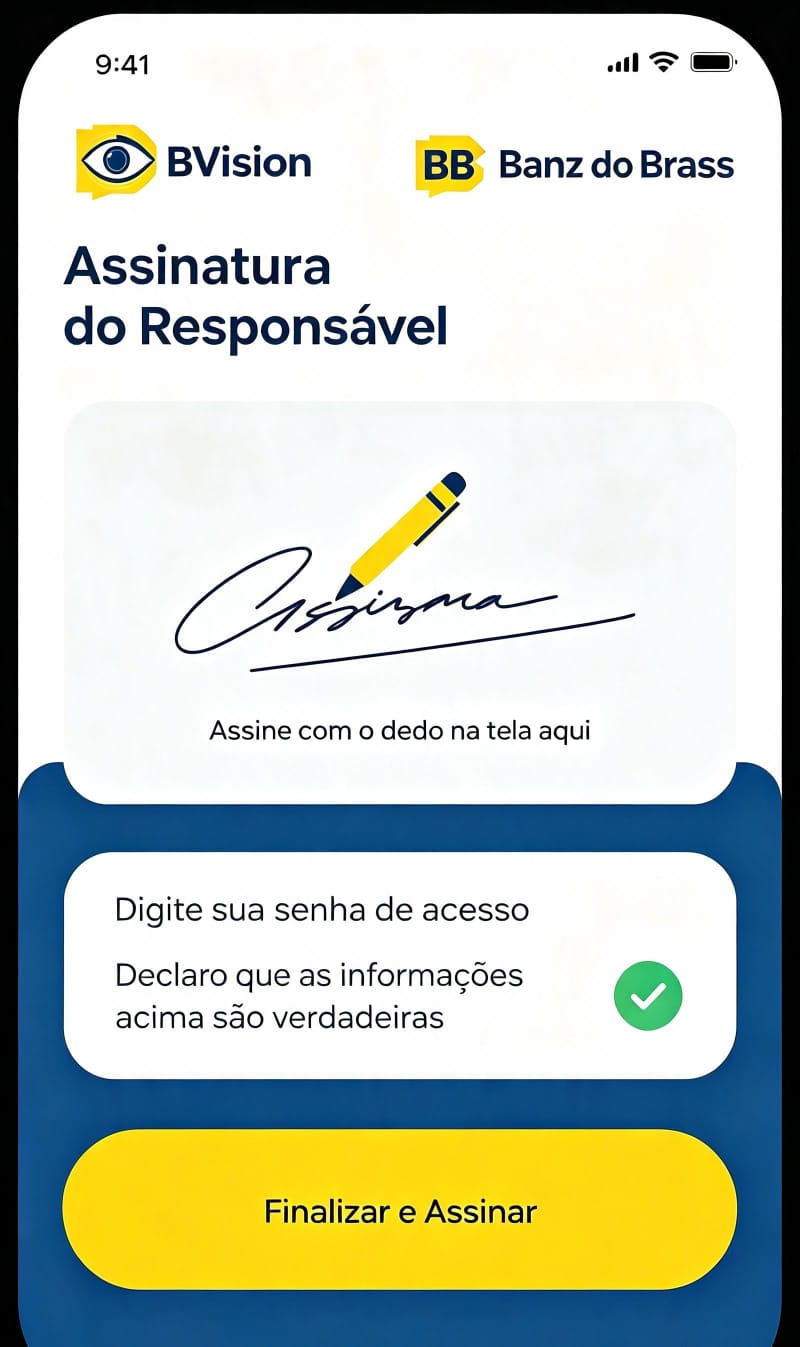 9:41
BVision
BB Banz do Brass
Assinatura
do Responsável
Assine com o dedo na tela aqui
Digite sua senha de acesso
Declaro que as informações
acima são verdadeiras
Finalizar e Assinar